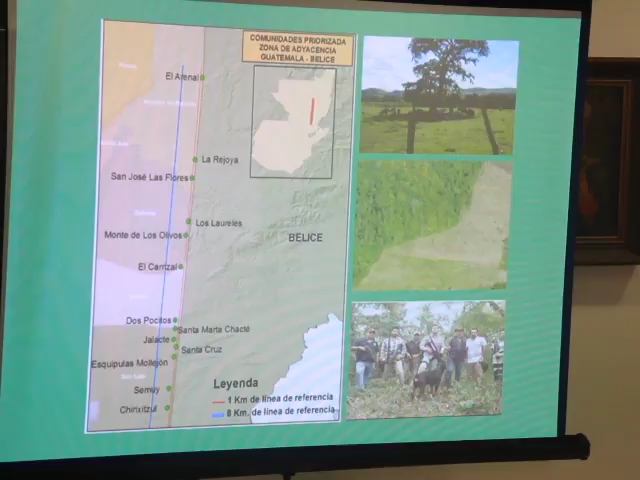 COMUNIDADES PRIORIZADA
ZONA DE ADYACENCIA
GUATEMALA - BELICE
El Arenal
La Rejoya
San José Las Flores
Los Laureles
Monte de Los Olivos
BELICE
El Carrizal
Dos Pocitos
Santa Marta Chacté
Jalacte
Santa Cruz
Esquipulas Mollejón
Semuy
Chinixtzul
Leyenda
1 Km de línea de referencia
8 Km. de línea de referencia